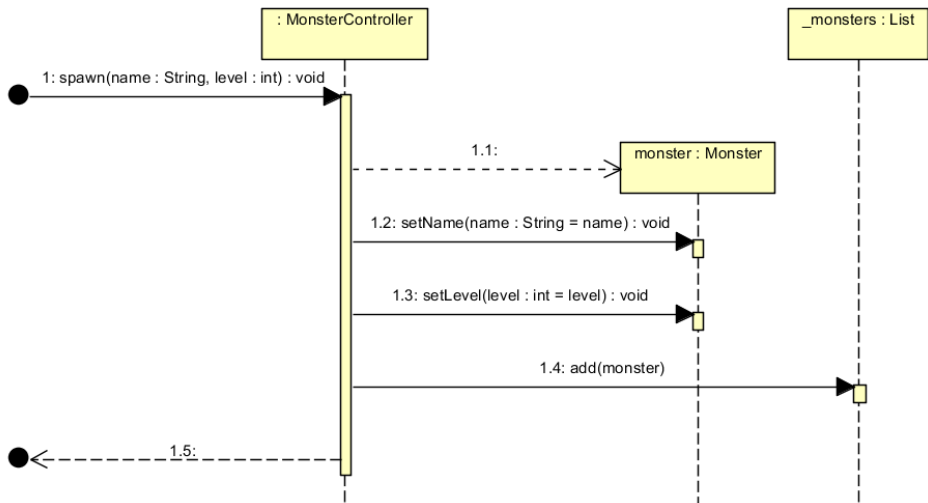 : MonsterController
_monsters : List
1: spawn(name : String, level : int) : void
1.1:
monster : Monster
1.2: setName(name : String = name) : void
1.3: setLevel(level : int = level) : void
1.4: add(monster)
1.5: